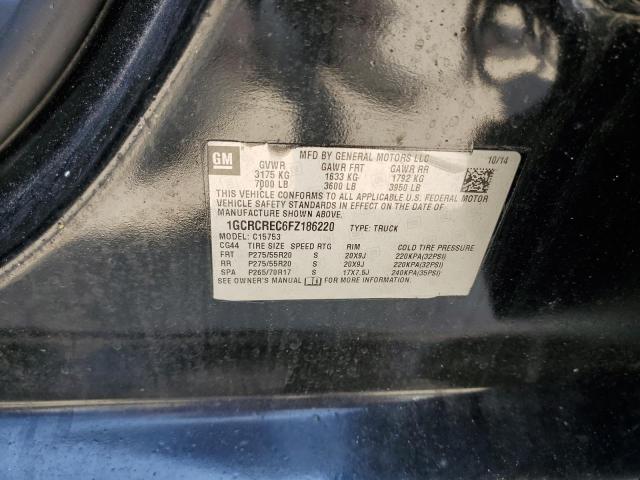 GM MFD BY GENERAL MOTORS LLC 10/14
GVWR GAWR FRT GAWR RR
3175 KG 1633 KG 1792 KG
7000 LB 3600 LB 3950 LB
THIS VEHICLE CONFORMS TO ALL APPLICABLE U.S. FEDERAL MOTOR
VEHICLE SAFETY STANDARDS IN EFFECT ON THE DATE OF
1GCRCREC6FZ186220 TYPE: TRUCK
MODEL: C15753
CG44 TIRE SIZE SPEED RTG RIM COLD TIRE PRESSURE
FRT P275/55R20 S 20X9J 220KPA(32PSI)
RR P275/55R20 S 20X9J 220KPA(32PSI)
SPA P265/70R17 S 17X7.5J 240KPA(35PSI)
SEE OWNER'S MANUAL FOR MORE INFORMATION.